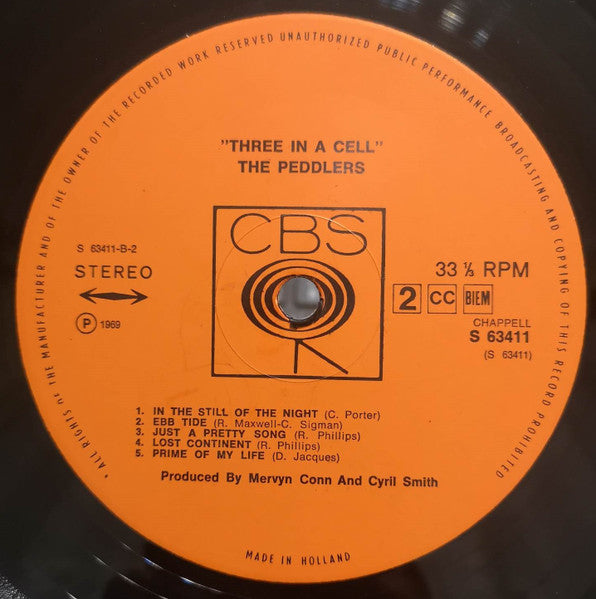 • ALL RIGHTS OF THE MANUFACTURER AND OF THE OWNER OF THE RECORDED WORK RESERVED UNAUTHORIZED PUBLIC PERFORMANCE BROADCASTING AND COPYING OF THIS RECORD PROHIBITED
"THREE IN A CELL"
THE PEDDLERS
CBS
S 63411-B-2
STEREO
P 1969
33 ⅓ RPM
2 CC BIEM
CHAPPELL
S 63411
(S 63411)
1. IN THE STILL OF THE NIGHT (C. Porter)
2. EBB TIDE (R. Maxwell-C. Sigman)
3. JUST A PRETTY SONG (R. Phillips)
4. LOST CONTINENT (R. Phillips)
5. PRIME OF MY LIFE (D. Jacques)
Produced By Mervyn Conn And Cyril Smith
MADE IN HOLLAND